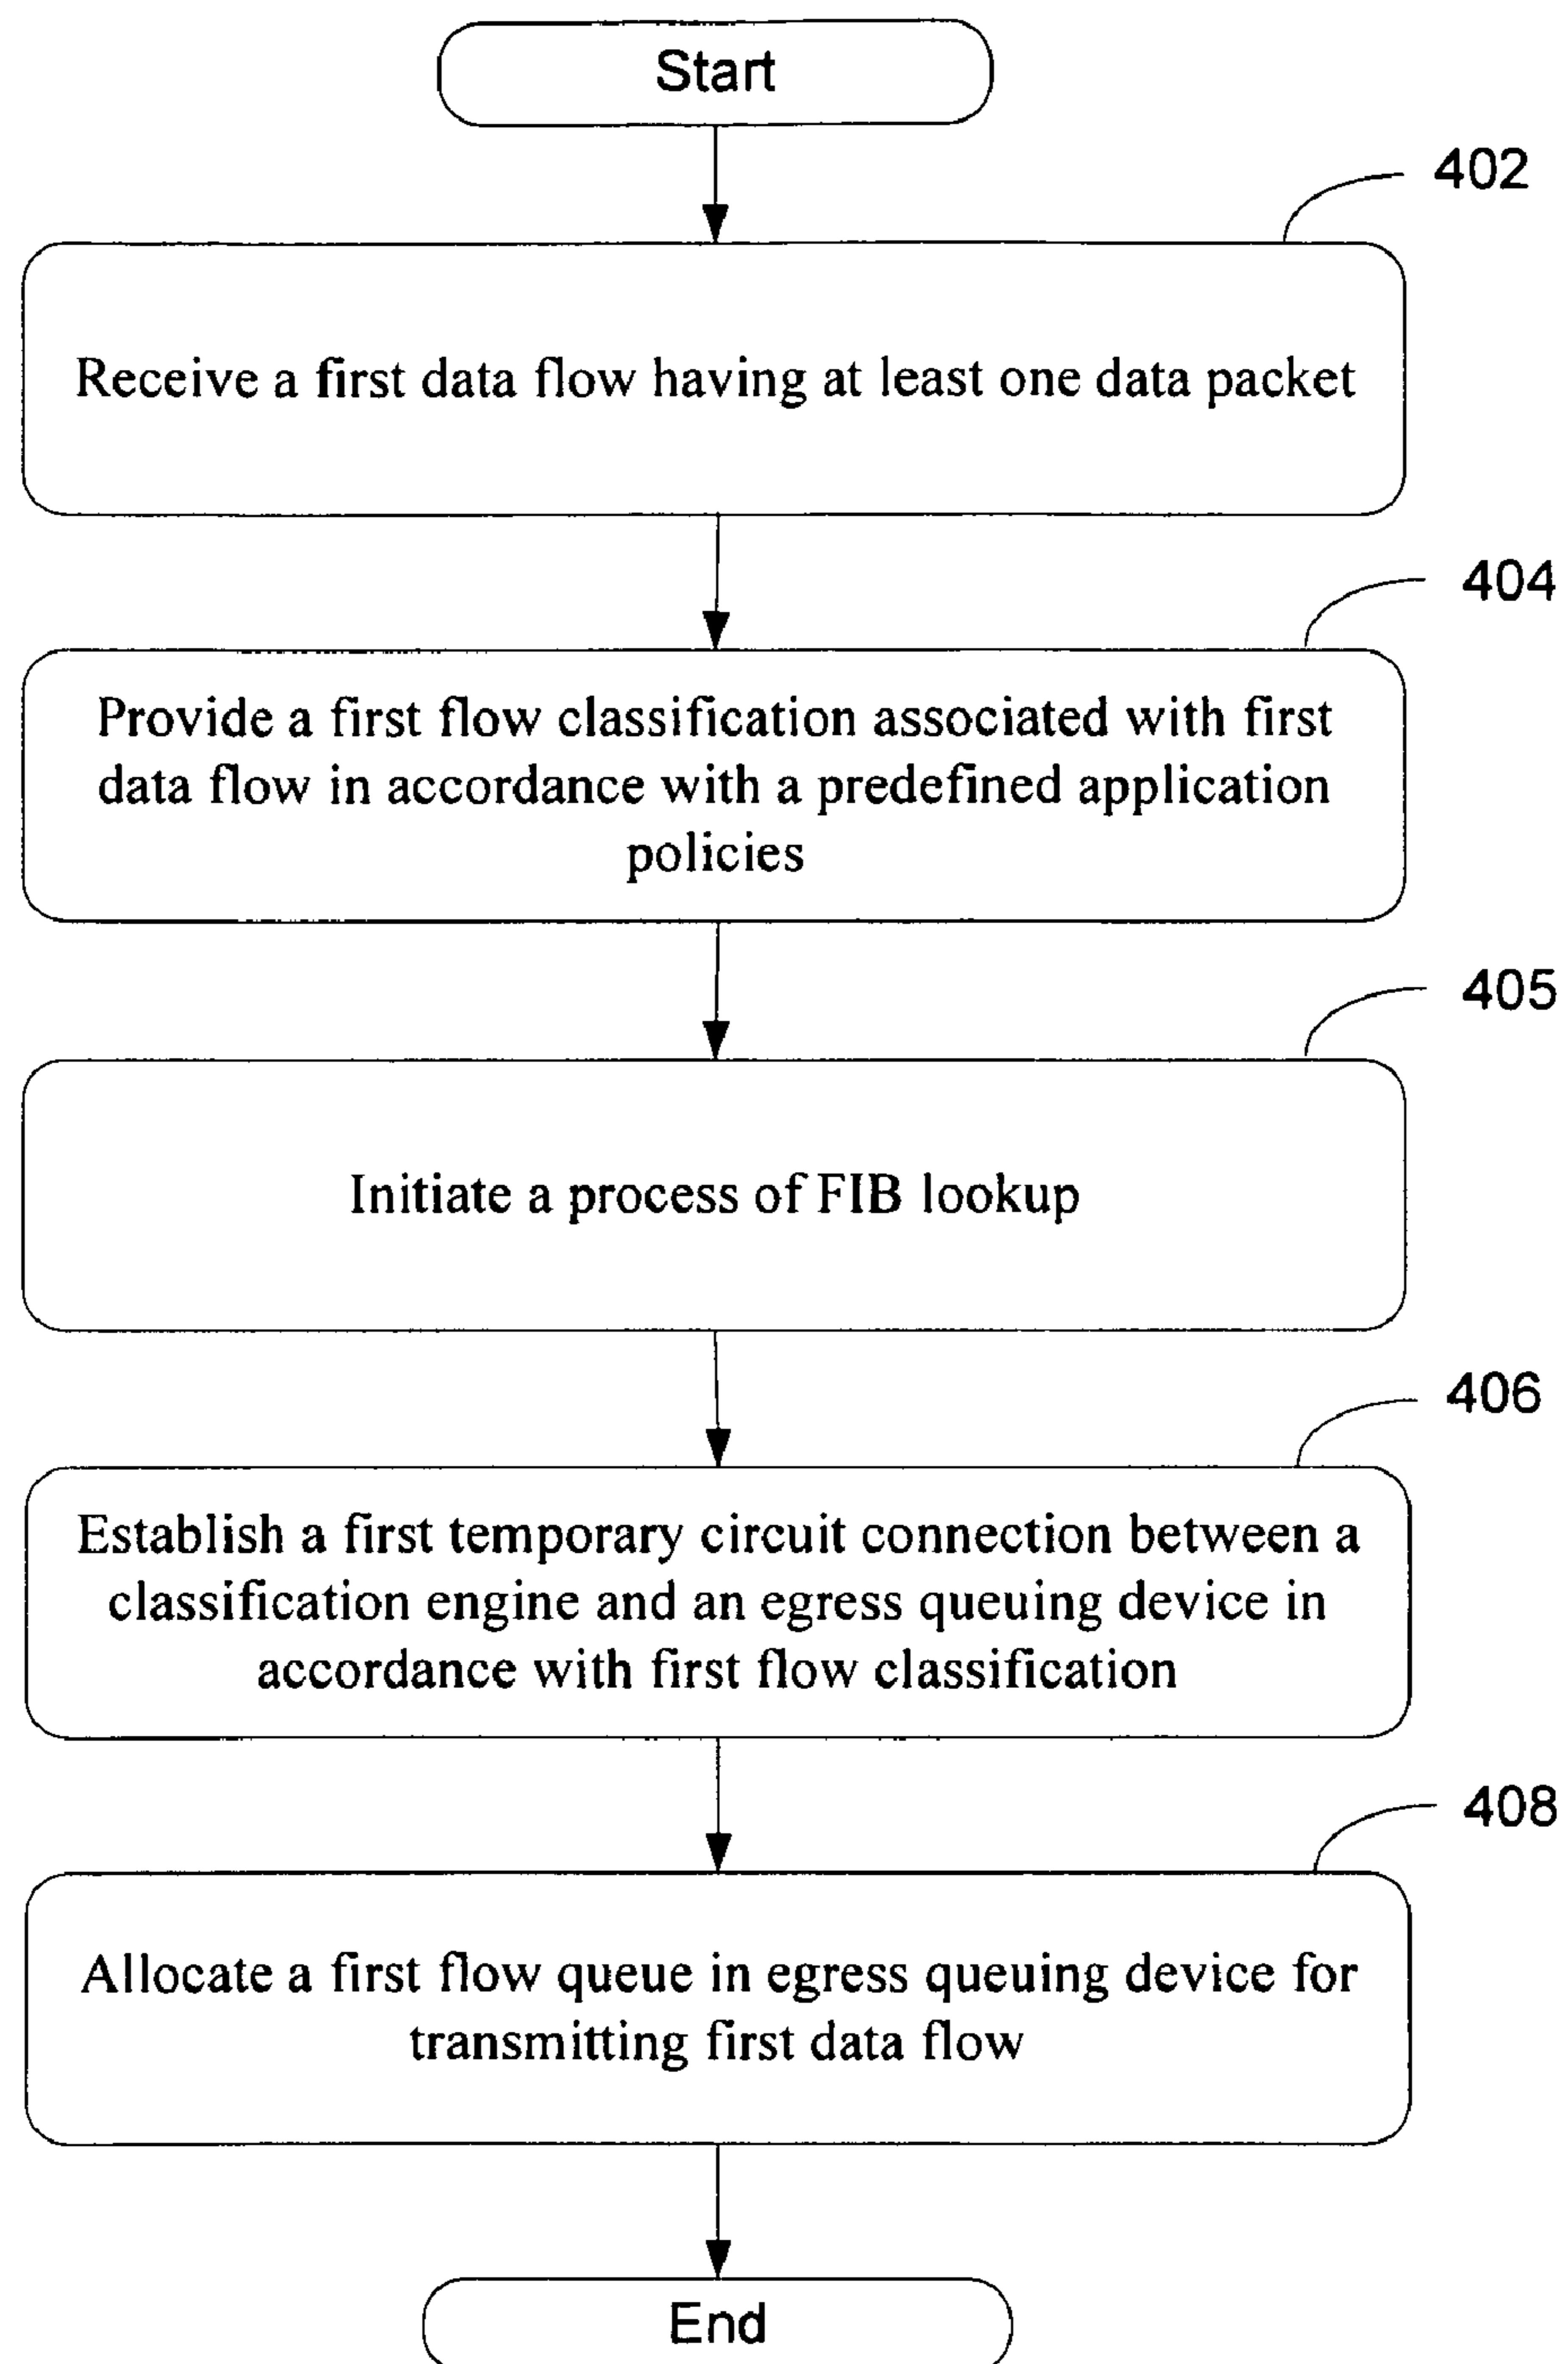 Start
402
Receive a first data flow having at least one data packet
404
Provide a first flow classification associated with first
data flow in accordance with a predefined application
policies
405
Initiate a process of FIB lookup
406
Establish a first temporary circuit connection between a
classification engine and an egress queuing device in
accordance with first flow classification
408
Allocate a first flow queue in egress queuing device for
transmitting first data flow
End